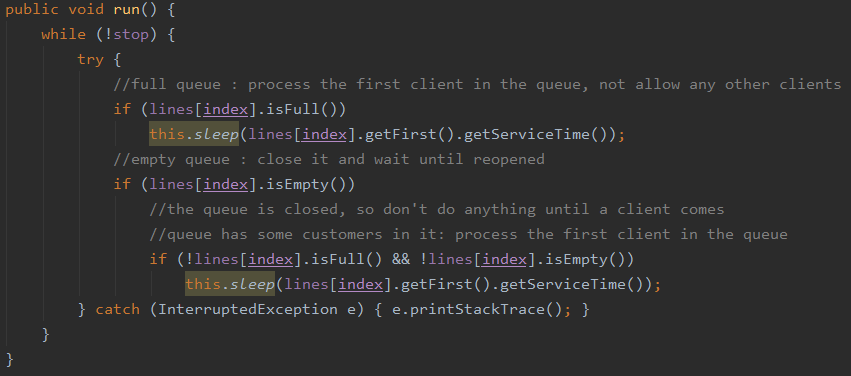 public void run() {
    while (!stop) {
        try {
            //full queue : process the first client in the queue, not allow any other clients
            if (lines[index].isFull())
                this.sleep(lines[index].getFirst().getServiceTime());
            //empty queue : close it and wait until reopened
            if (lines[index].isEmpty())
                //the queue is closed, so don't do anything until a client comes
                //queue has some customers in it: process the first client in the queue
                if (!lines[index].isFull() && !lines[index].isEmpty())
                    this.sleep(lines[index].getFirst().getServiceTime());
        } catch (InterruptedException e) { e.printStackTrace(); }
    }
}